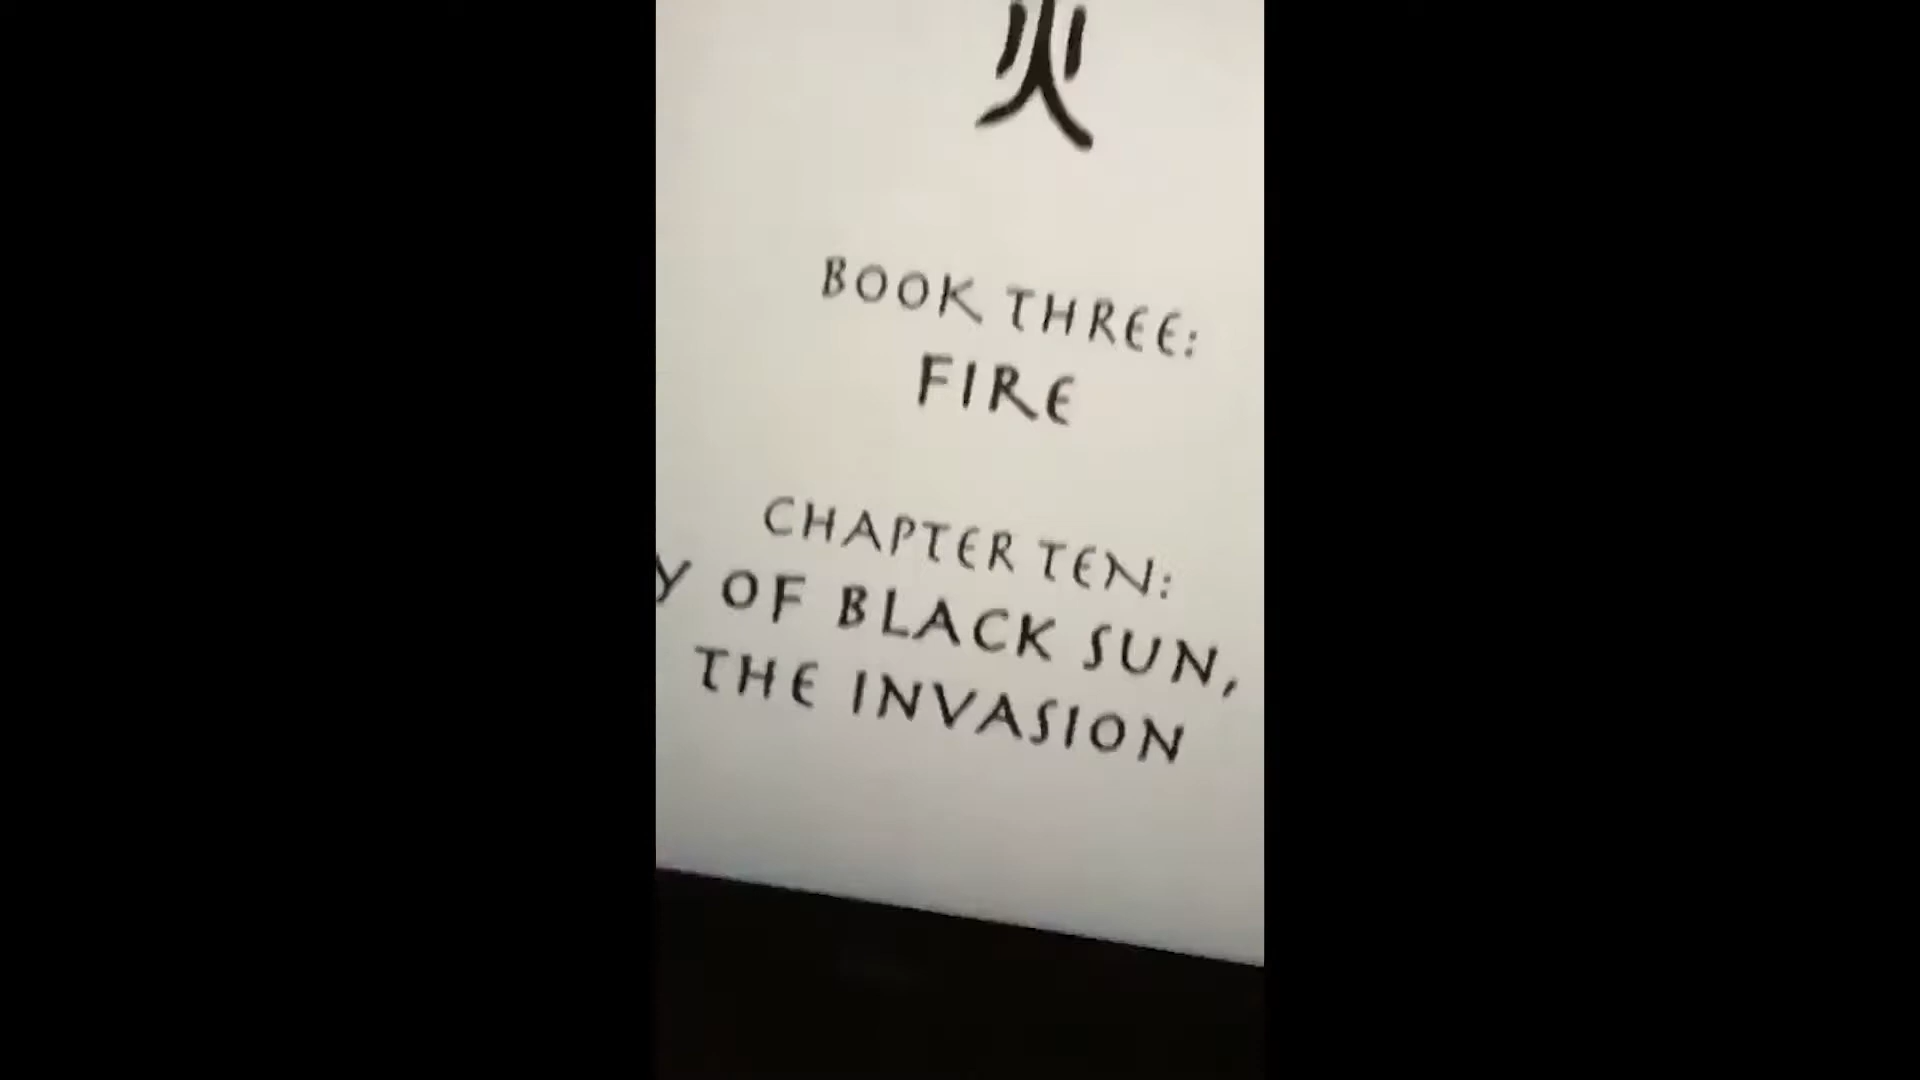 火
BOOK THREE:
FIRE
CHAPTER TEN:
Y OF BLACK SUN,
THE INVASION